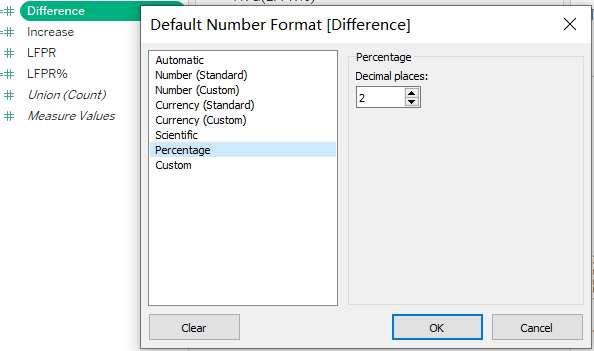 Difference
Increase
LFPR
LFPR%
Union (Count)
Measure Values
Default Number Format [Difference]
Automatic
Number (Standard)
Number (Custom)
Currency (Standard)
Currency (Custom)
Scientific
Percentage
Custom
Percentage
Decimal places:
2
Clear
OK
Cancel